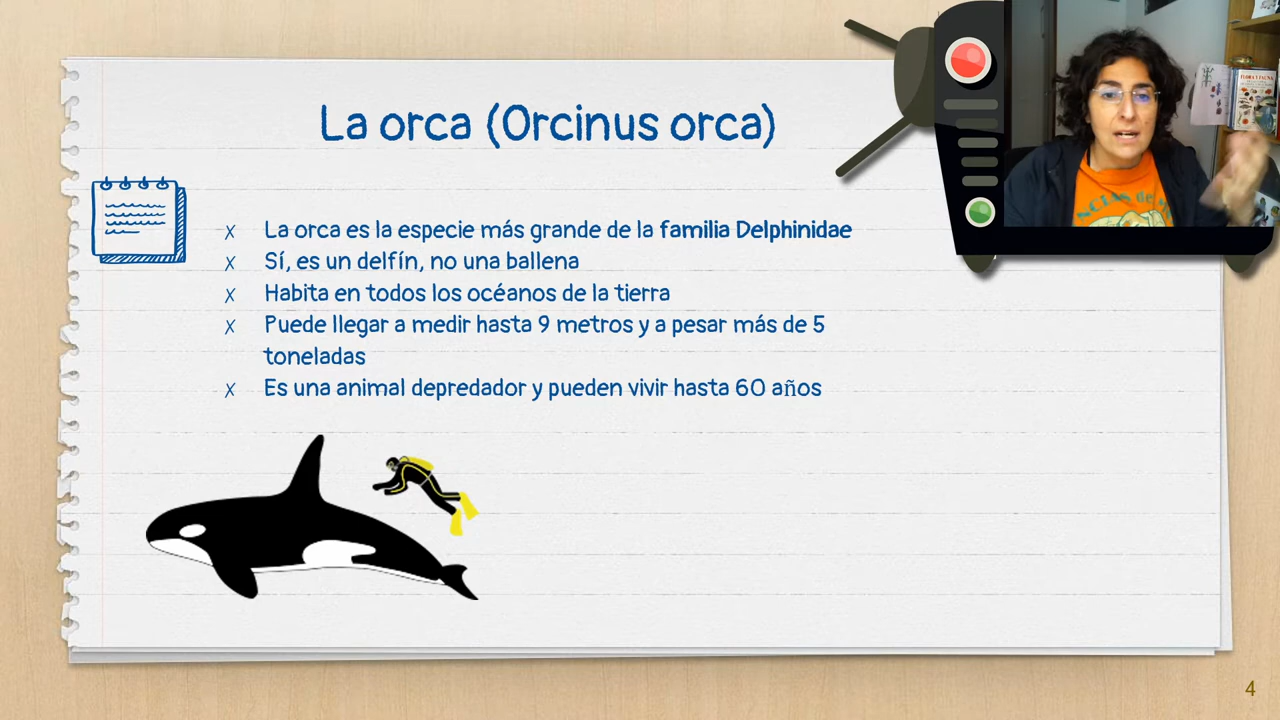 La orca (Orcinus orca)
x La orca es la especie más grande de la familia Delphinidae
x Sí, es un delfín, no una ballena
x Habita en todos los océanos de la tierra
x Puede llegar a medir hasta 9 metros y a pesar más de 5
toneladas
x Es una animal depredador y pueden vivir hasta 60 años
4